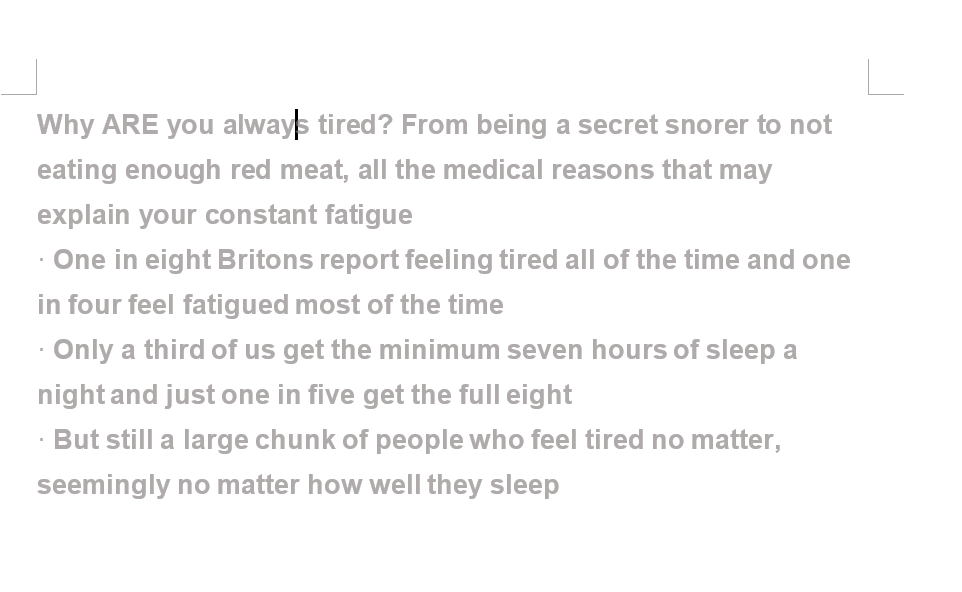 Why ARE you always tired? From being a secret snorer to not
eating enough red meat, all the medical reasons that may
explain your constant fatigue
· One in eight Britons report feeling tired all of the time and one
in four feel fatigued most of the time
· Only a third of us get the minimum seven hours of sleep a
night and just one in five get the full eight
· But still a large chunk of people who feel tired no matter,
seemingly no matter how well they sleep